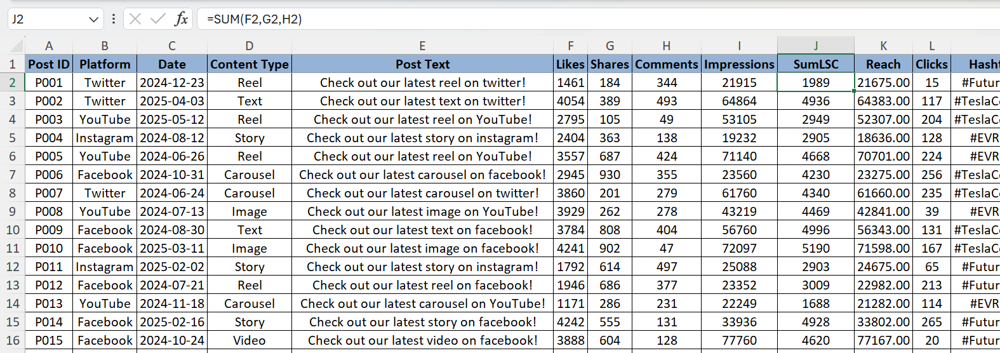 J2 fx =SUM(F2,G2,H2)
A B C D E F G H I J K L
1 Post ID Platform Date Content Type Post Text Likes Shares Comments Impressions SumLSC Reach Clicks Hasht
2 P001 Twitter 2024-12-23 Reel Check out our latest reel on twitter! 1461 184 344 21915 1989 21675.00 15 #Futur
3 P002 Twitter 2025-04-03 Text Check out our latest text on twitter! 4054 389 493 64864 4936 64383.00 117 #TeslaC
4 P003 YouTube 2025-05-12 Reel Check out our latest reel on YouTube! 2795 105 49 53105 2949 52307.00 204 #TeslaC
5 P004 Instagram 2024-08-12 Story Check out our latest story on instagram! 2404 363 138 19232 2905 18636.00 128 #EVR
6 P005 YouTube 2024-06-26 Reel Check out our latest reel on YouTube! 3557 687 424 71140 4668 70701.00 224 #EVR
7 P006 Facebook 2024-10-31 Carousel Check out our latest carousel on facebook! 2945 930 355 23560 4230 23275.00 256 #TeslaC
8 P007 Twitter 2024-06-24 Carousel Check out our latest carousel on twitter! 3860 201 279 61760 4340 61660.00 235 #TeslaC
9 P008 YouTube 2024-07-13 Image Check out our latest image on YouTube! 3929 262 278 43219 4469 42841.00 39 #EVR
10 P009 Facebook 2024-08-30 Text Check out our latest text on facebook! 3784 808 404 56760 4996 56343.00 131 #TeslaC
11 P010 Facebook 2025-03-11 Image Check out our latest image on facebook! 4241 902 47 72097 5190 71598.00 167 #TeslaC
12 P011 Instagram 2025-02-02 Story Check out our latest story on instagram! 1792 614 497 25088 2903 24675.00 65 #Futur
13 P012 Facebook 2024-07-21 Reel Check out our latest reel on facebook! 1946 686 377 23352 3009 22982.00 213 #Futur
14 P013 YouTube 2024-11-18 Carousel Check out our latest carousel on YouTube! 1171 286 231 22249 1688 21282.00 114 #EVR
15 P014 Facebook 2025-02-16 Story Check out our latest story on facebook! 4242 555 131 33936 4928 33802.00 265 #Futur
16 P015 Facebook 2024-10-24 Video Check out our latest video on facebook! 3888 604 128 77760 4620 77167.00 20 #Futur